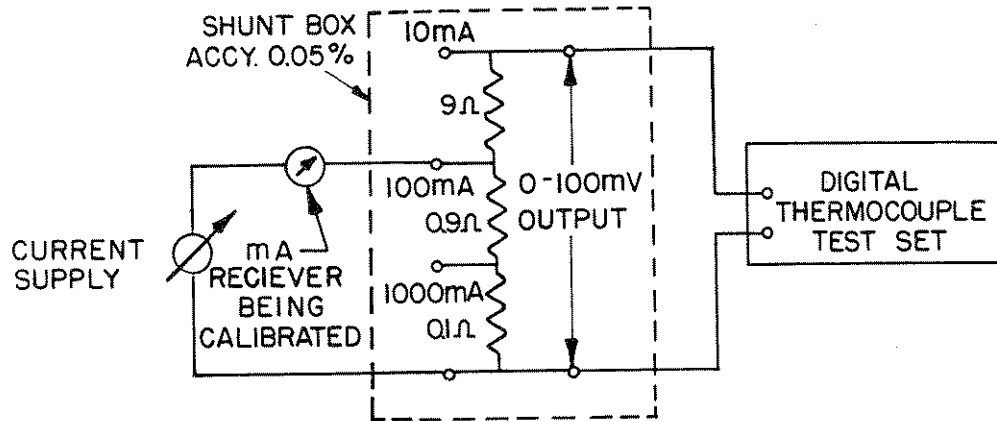 SHUNT BOX
ACCY. 0.05%
10mA
9Ω
100mA
0.9Ω
1000mA
0.1Ω
0-100mV
OUTPUT
CURRENT
SUPPLY
mA
RECIEVER
BEING
CALIBRATED
DIGITAL
THERMOCOUPLE
TEST SET